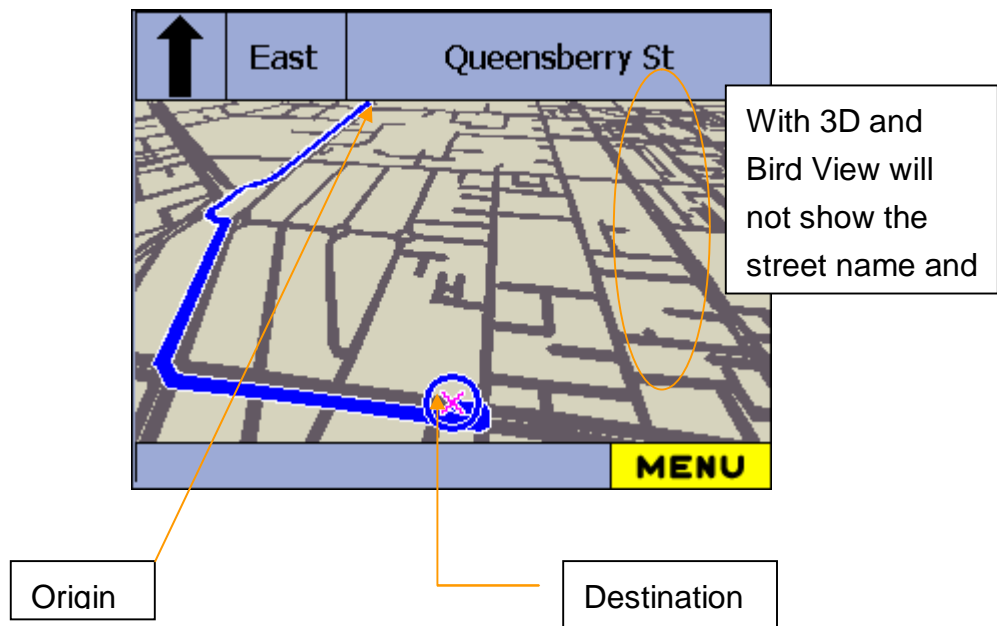 East
Queensberry St
With 3D and
Bird View will
not show the
street name and
MENU
Origin
Destination